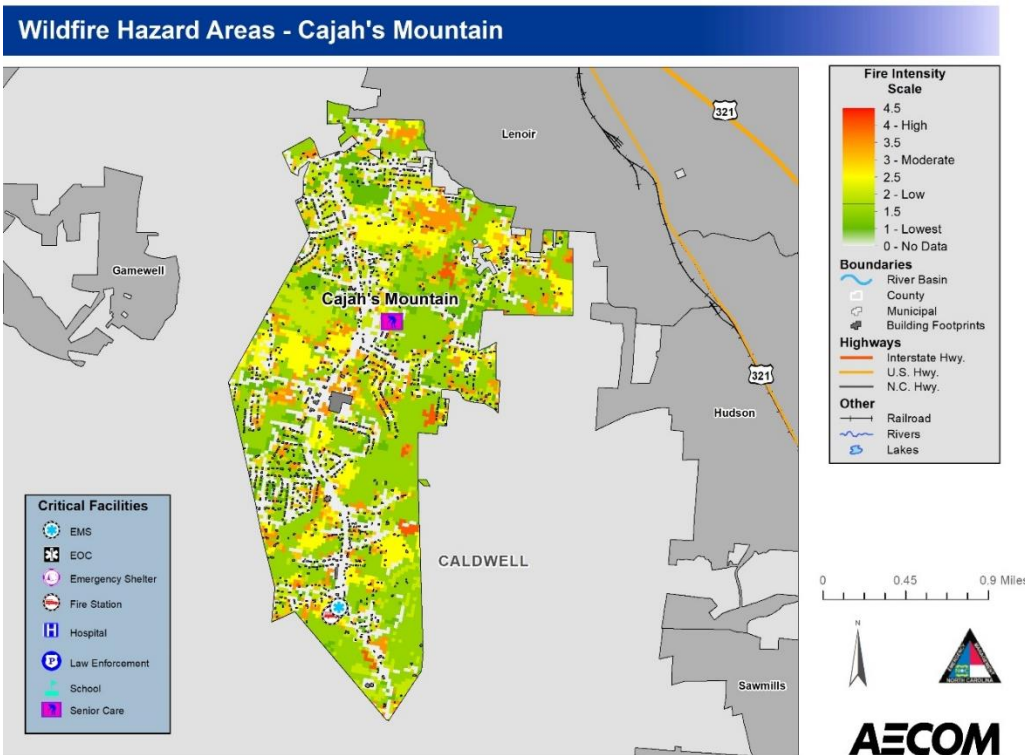 Wildfire Hazard Areas - Cajah's Mountain
Lenoir
321
Gamewell
Cajah's Mountain
321
Hudson
CALDWELL
Sawmills
Critical Facilities
EMS
EOC
Emergency Shelter
Fire Station
H Hospital
P Law Enforcement
School
Senior Care
Fire Intensity
Scale
4.5
4 - High
3.5
3 - Moderate
2.5
2 - Low
1.5
1 - Lowest
0 - No Data
Boundaries
River Basin
County
Municipal
Building Footprints
Highways
Interstate Hwy.
U.S. Hwy.
N.C. Hwy.
Other
Railroad
Rivers
Lakes
0 0.45 0.9 Miles
N
NORTH CAROLINA
AECOM